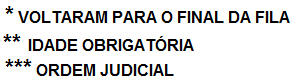 * VOLTARAM PARA O FINAL DA FILA
** IDADE OBRIGATÓRIA
*** ORDEM JUDICIAL